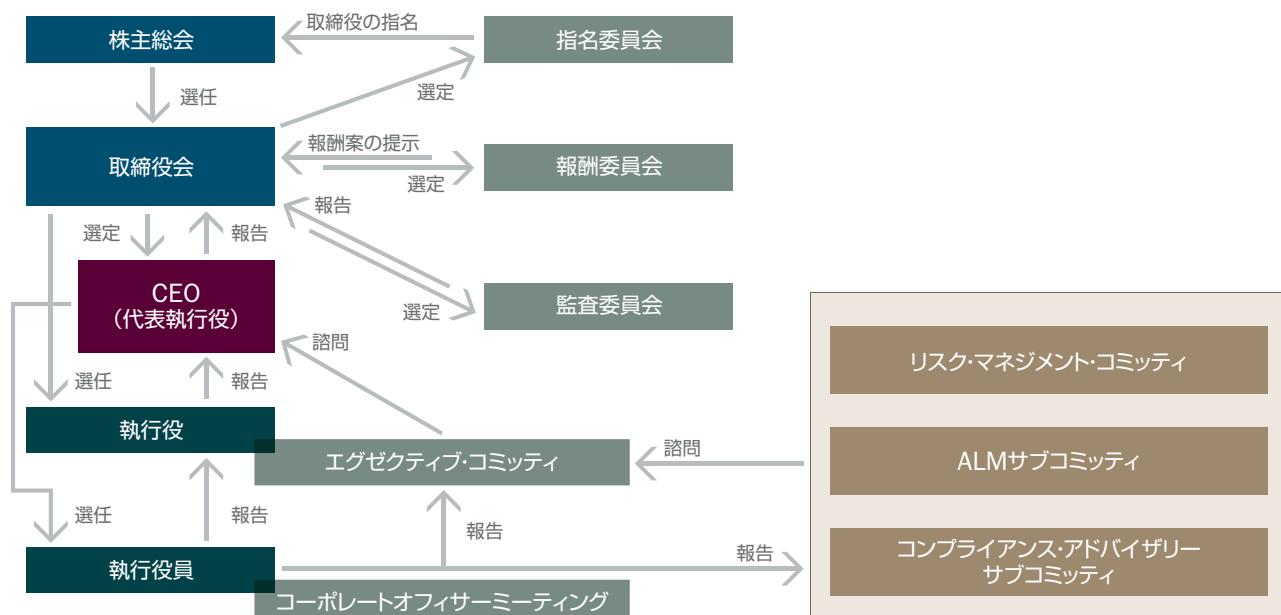 株主総会
取締役の指名
指名委員会
選任
選定
取締役会
報酬案の提示
選定
報酬委員会
報告
選定
報告
CEO
（代表執行役）
選定
監査委員会
諮問
リスク・マネジメント・コミッティ
選任
報告
執行役
エグゼクティブ・コミッティ
諮問
ALMサブコミッティ
選任
報告
報告
報告
コンプライアンス・アドバイザリー
サブコミッティ
執行役員
コーポレートオフィサーミーティング